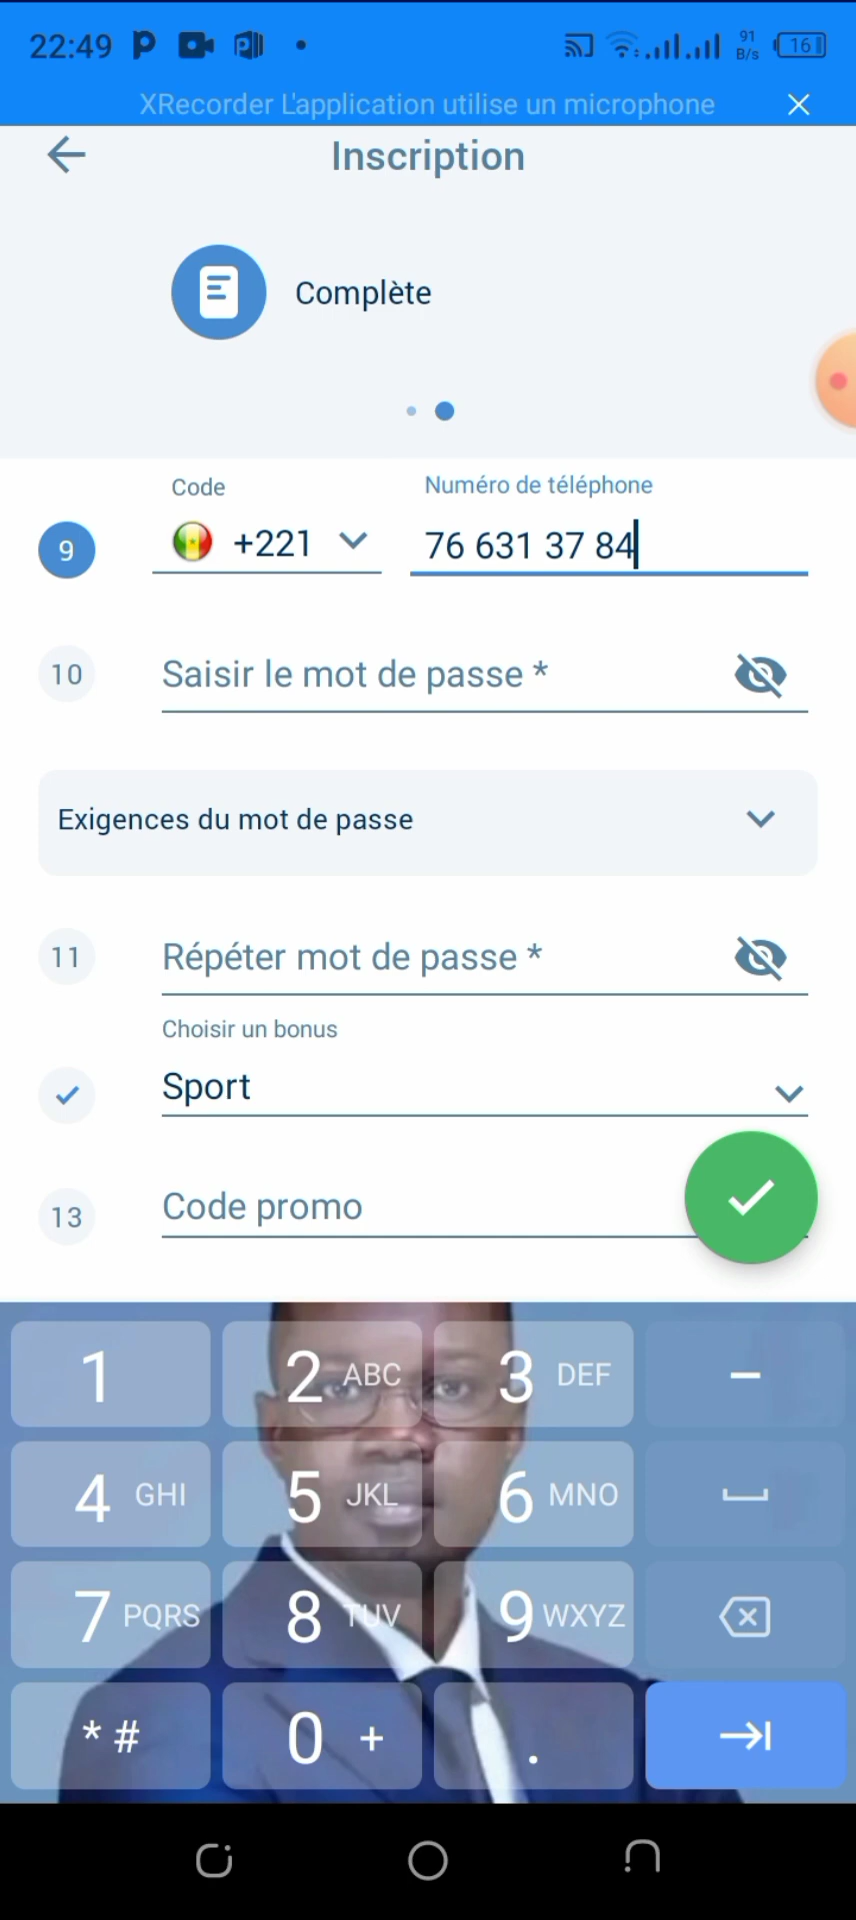 22:49
91
B/s
16
XRecorder L'application utilise un microphone
Inscription
Complète
Code
Numéro de téléphone
9
+221
76 631 37 84
10
Saisir le mot de passe *
Exigences du mot de passe
11
Répéter mot de passe *
Choisir un bonus
Sport
13
Code promo
1
2 ABC
3 DEF
4 GHI
5 JKL
6 MNO
7 PQRS
8 TUV
9 WXYZ
* #
0 +
.